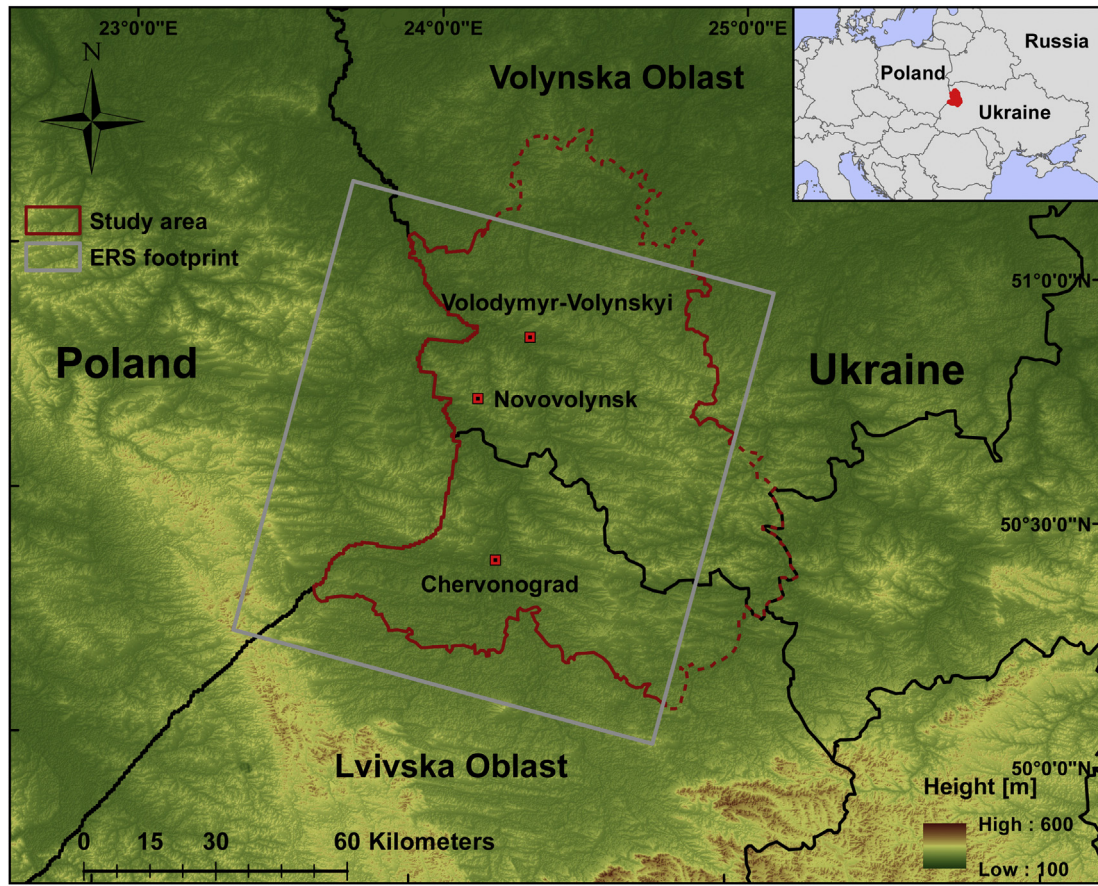 23°0'0"E
24°0'0"E
25°0'0"E
N
Volynska Oblast
Russia
Poland
Ukraine
Study area
ERS footprint
51°0'0"N
Volodymyr-Volynskyi
Poland
Ukraine
Novovolynsk
50°30'0"N
Chervonograd
Lvivska Oblast
50°0'0"N
Height [m]
High : 600
Low : 100
0 15 30 60 Kilometers